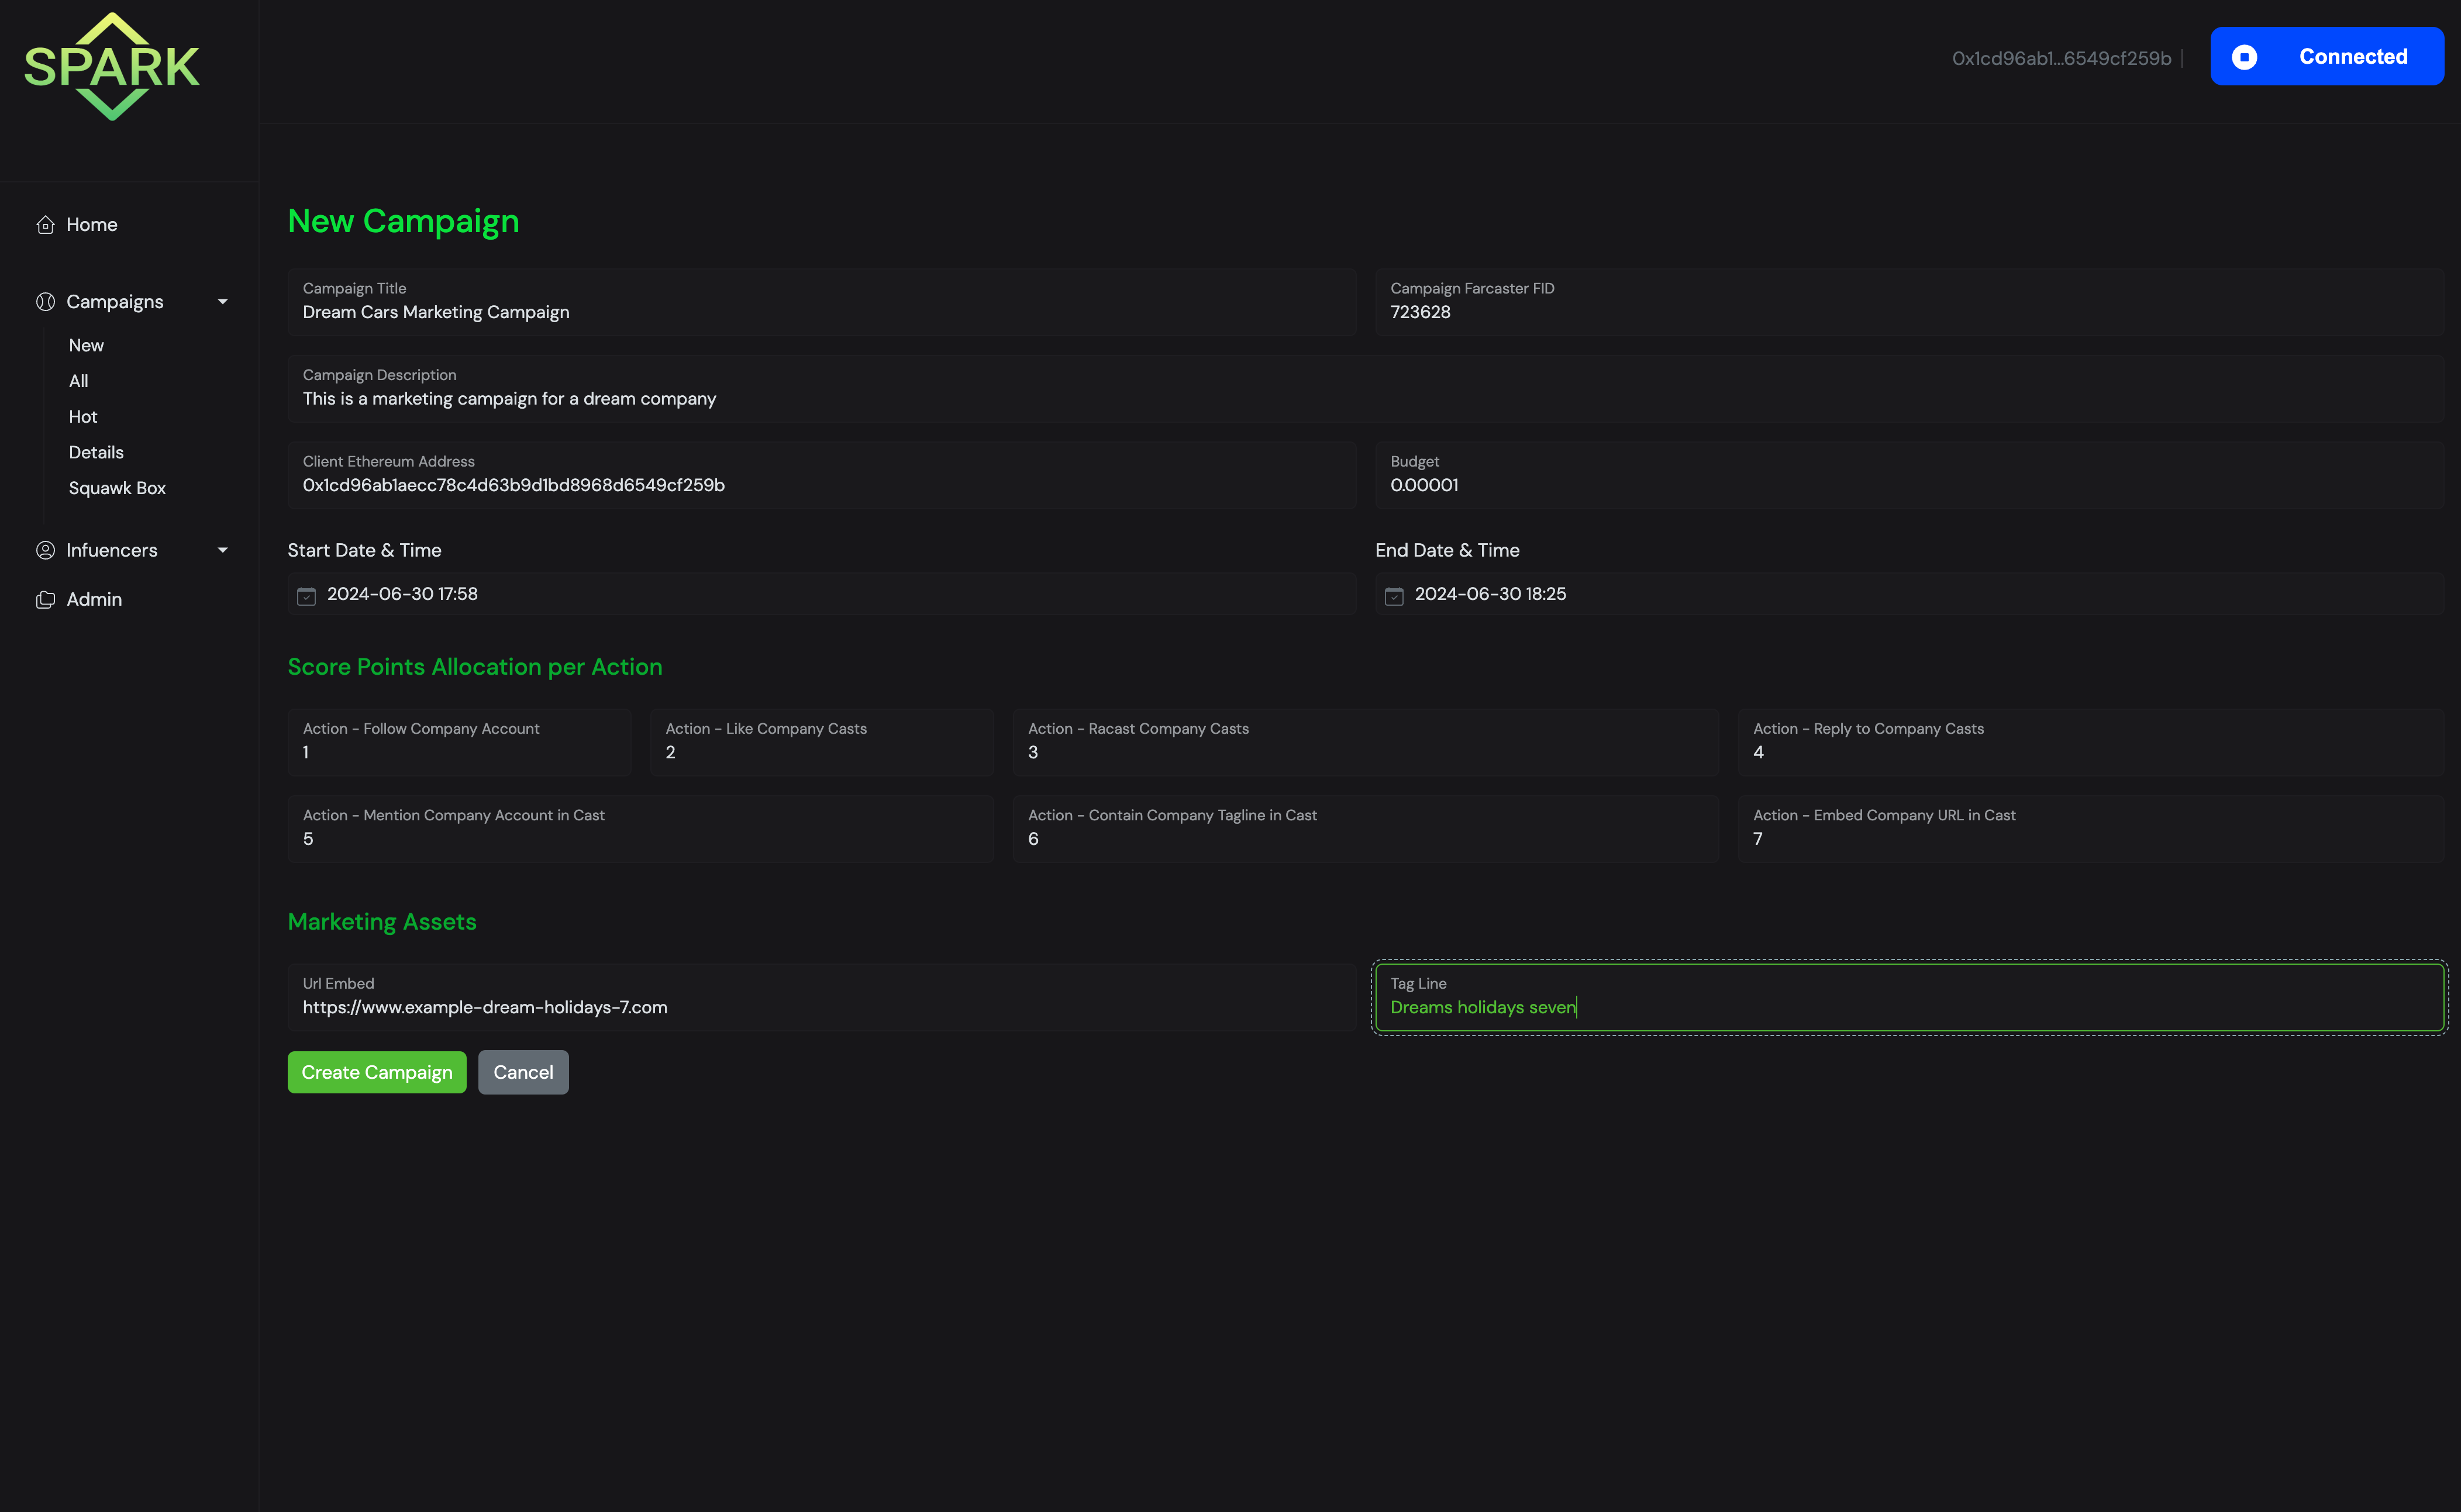 SPARK
0x1cd96ab1...6549cf259b |
Connected
Home
Campaigns
New
All
Hot
Details
Squawk Box
Infuencers
Admin
New Campaign
Campaign Title
Dream Cars Marketing Campaign
Campaign Farcaster FID
723628
Campaign Description
This is a marketing campaign for a dream company
Client Ethereum Address
0x1cd96ab1aecc78c4d63b9d1bd8968d6549cf259b
Budget
0.00001
Start Date & Time
2024-06-30 17:58
End Date & Time
2024-06-30 18:25
Score Points Allocation per Action
Action - Follow Company Account
1
Action - Like Company Casts
2
Action - Racast Company Casts
3
Action - Reply to Company Casts
4
Action - Mention Company Account in Cast
5
Action - Contain Company Tagline in Cast
6
Action - Embed Company URL in Cast
7
Marketing Assets
Url Embed
https://www.example-dream-holidays-7.com
Tag Line
Dreams holidays seven
Create Campaign
Cancel